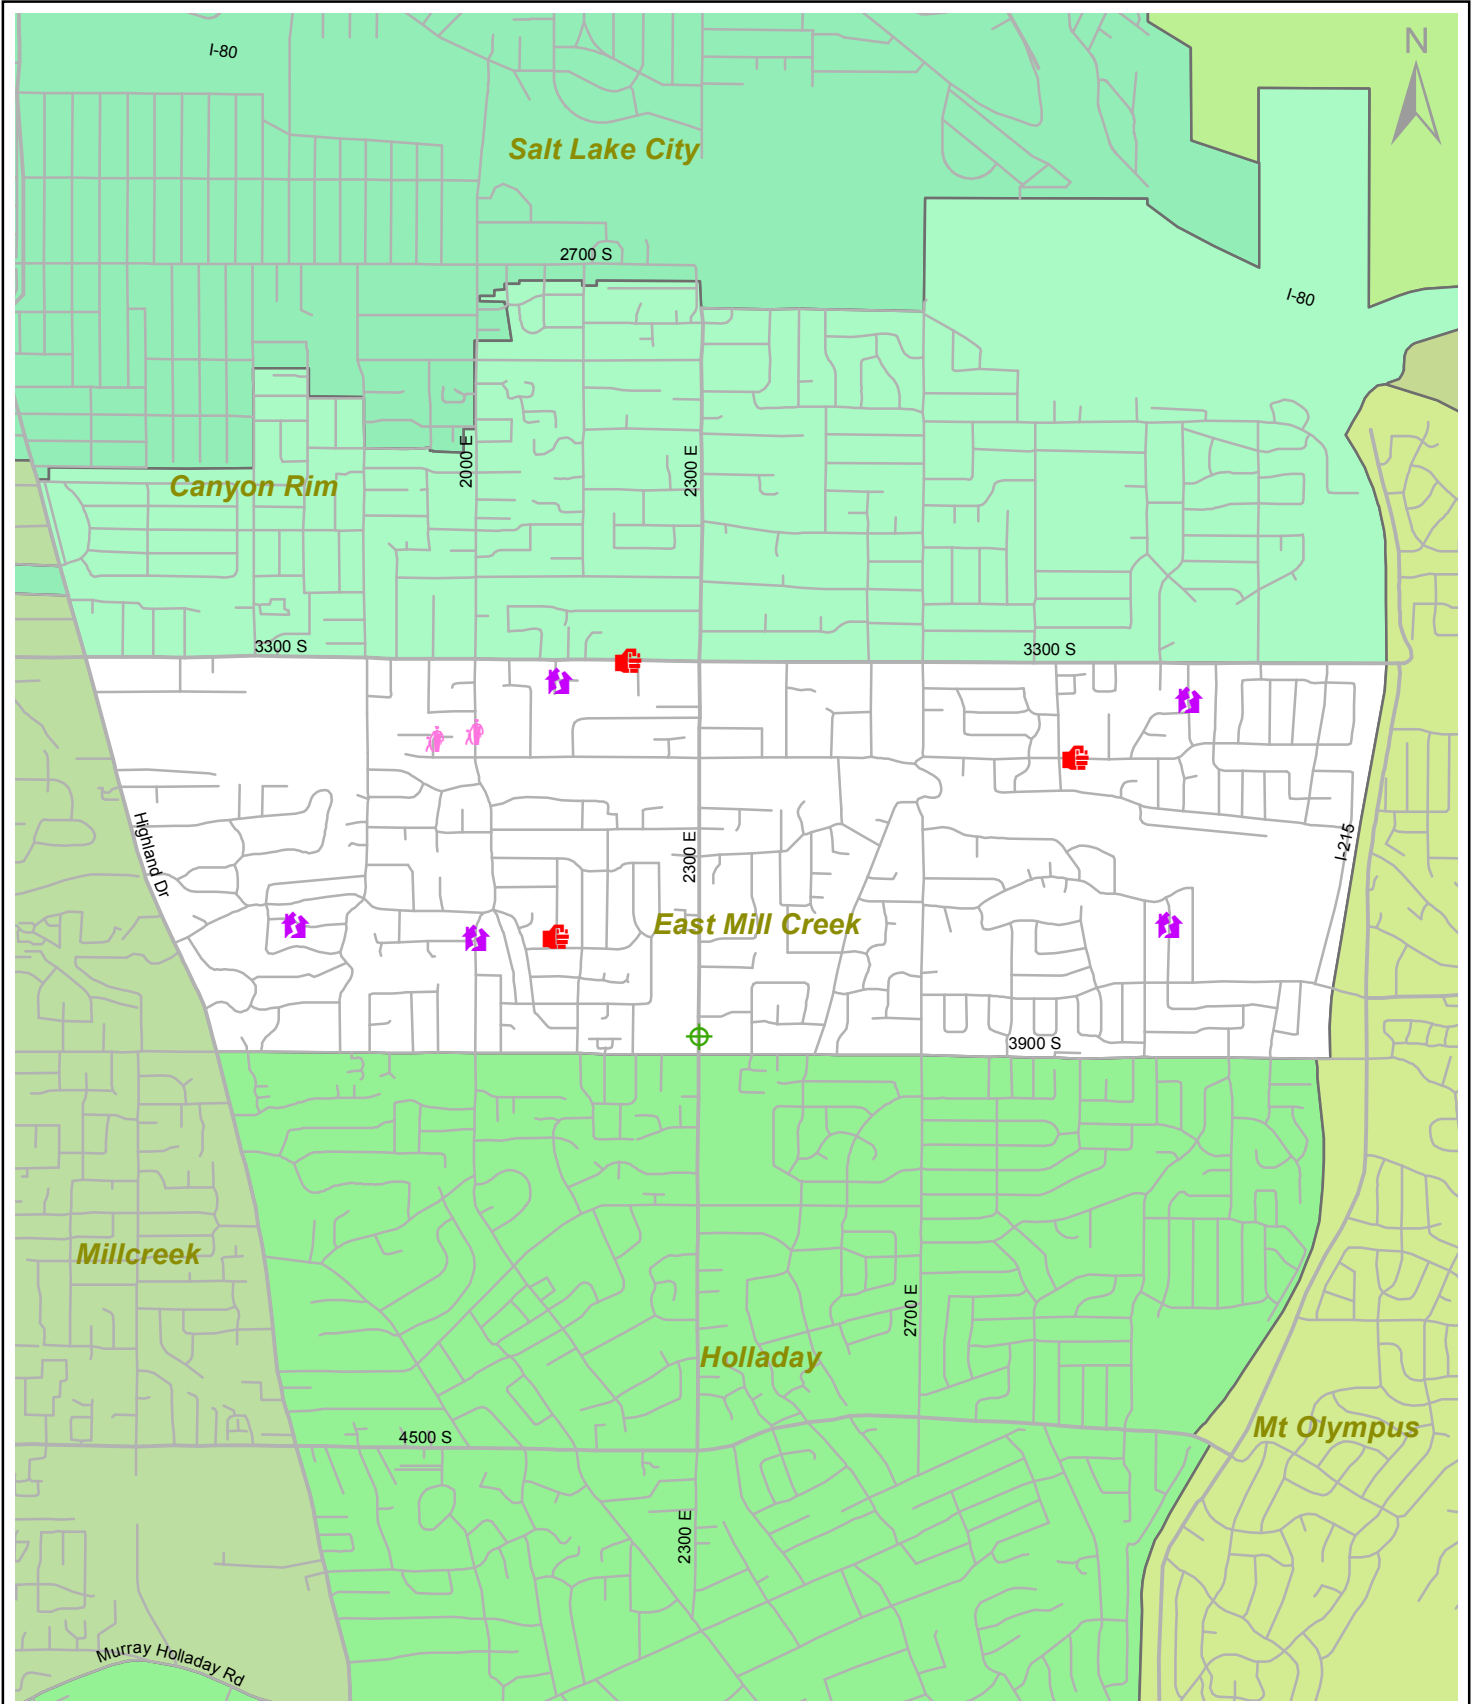 I-80
N
Salt Lake City
2700 S
I-80
2000 E
2300 E
Canyon Rim
3300 S
3300 S
Highland Dr
2300 E
I-215
East Mill Creek
3900 S
Millcreek
2700 E
Holladay
Mt Olympus
4500 S
2300 E
Murray Holladay Rd